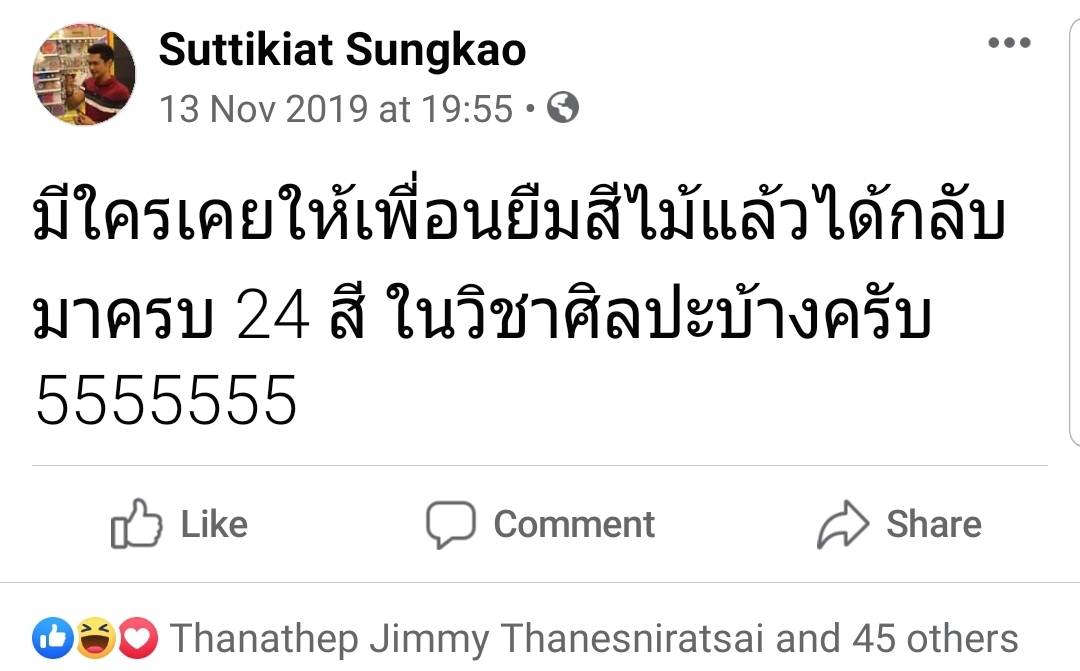 Suttikiat Sungkao
13 Nov 2019 at 19:55 •
มีใครเคยให้เพื่อนยืมสีไม้แล้วได้กลับ
มาครบ 24 สี ในวิชาศิลปะบ้างครับ
5555555
Like Comment Share
Thanathep Jimmy Thanesniratsai and 45 others